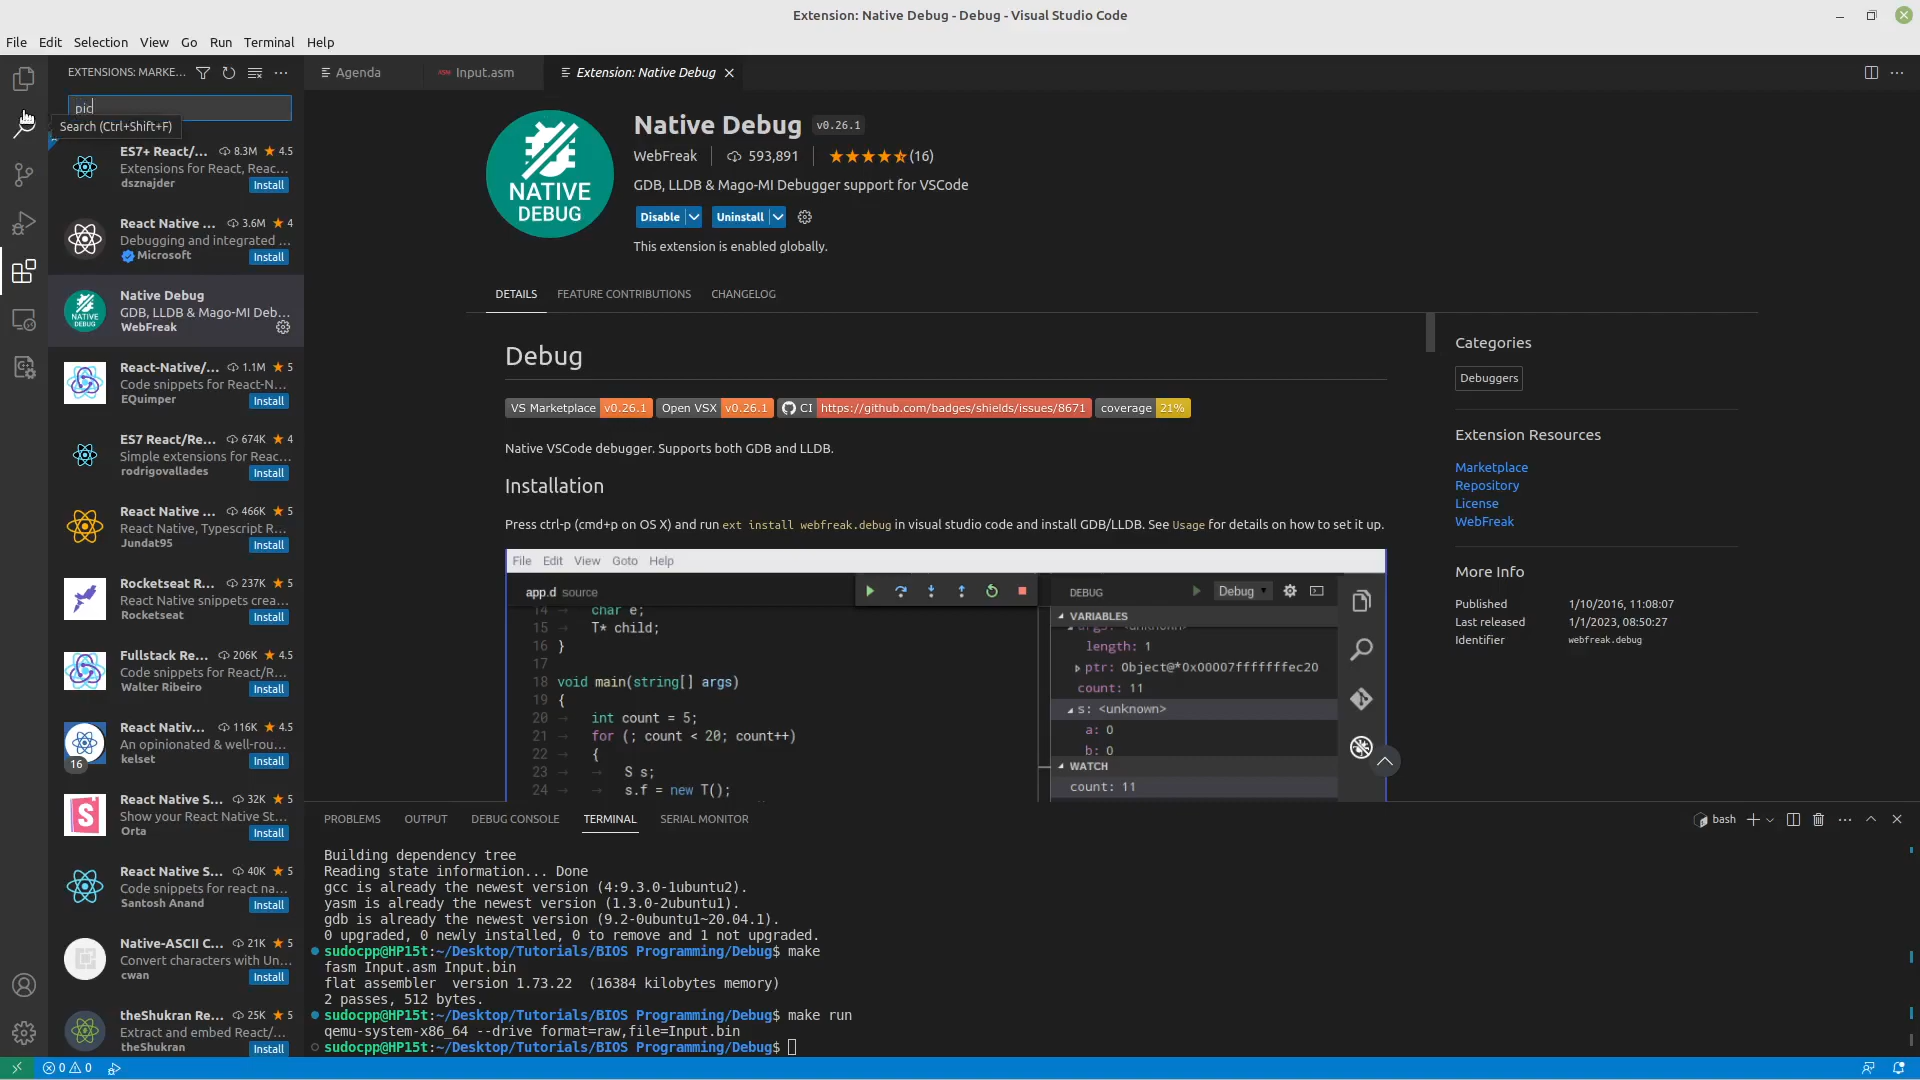 Extension: Native Debug - Debug - Visual Studio Code
File Edit Selection View Go Run Terminal Help
EXTENSIONS: MARKE...
pic
Search (Ctrl+Shift+F)
ES7+ React/... 8.3M 4.5
Extensions for React, Reac...
dsznajder Install
React Native ... 3.6M 4
Debugging and integrated ...
Microsoft Install
Native Debug
GDB, LLDB & Mago-MI Deb...
WebFreak
React-Native/... 1.1M 5
Code snippets for React-N...
EQuimper Install
ES7 React/Re... 674K 4
Simple extensions for Reac...
rodrigovallades Install
React Native ... 466K 5
React Native, Typescript R...
Jundat95 Install
Rocketseat R... 237K 5
React Native snippets crea...
Rocketseat Install
Fullstack Re... 206K 4.5
Code snippets for React/R...
Walter Ribeiro Install
React Nativ... 116K 4.5
An opinionated & well-rou...
kelset Install
16
React Native S... 32K 5
Show your React Native St...
Orta Install
React Native S... 40K 5
Code snippets for react na...
Santosh Anand Install
Native-ASCII C... 21K 5
Convert characters with Un...
cwan Install
theShukran Re... 25K 5
Extract and embed React/...
theShukran Install
Agenda ASM Input.asm Extension: Native Debug
NATIVE
DEBUG
Native Debug v0.26.1
WebFreak 593,891 (16)
GDB, LLDB & Mago-MI Debugger support for VSCode
Disable Uninstall
This extension is enabled globally.
DETAILS FEATURE CONTRIBUTIONS CHANGELOG
Debug
VS Marketplace v0.26.1 Open VSX v0.26.1 CI https://github.com/badges/shields/issues/8671 coverage 21%
Native VSCode debugger. Supports both GDB and LLDB.
Installation
Press ctrl-p (cmd+p on OS X) and run ext install webfreak.debug in visual studio code and install GDB/LLDB. See Usage for details on how to set it up.
File Edit View Goto Help
app.d source
14 char e;
15 T* child;
16 }
17
18 void main(string[] args)
19 {
20 int count = 5;
21 for (; count < 20; count++)
22 {
23 S s;
24 s.f = new T();
DEBUG Debug
VARIABLES
args: <unknown>
length: 1
ptr: Object@*0x00007fffffffec20
count: 11
s: <unknown>
a: 0
b: 0
WATCH
count: 11
Categories
Debuggers
Extension Resources
Marketplace
Repository
License
WebFreak
More Info
Published 1/10/2016, 11:08:07
Last released 1/1/2023, 08:50:27
Identifier webfreak.debug
PROBLEMS OUTPUT DEBUG CONSOLE TERMINAL SERIAL MONITOR
bash
Building dependency tree
Reading state information... Done
gcc is already the newest version (4:9.3.0-1ubuntu2).
yasm is already the newest version (1.3.0-2ubuntu1).
gdb is already the newest version (9.2-0ubuntu1~20.04.1).
0 upgraded, 0 newly installed, 0 to remove and 1 not upgraded.
sudocpp@HP15t:~/Desktop/Tutorials/BIOS Programming/Debug$ make
fasm Input.asm Input.bin
flat assembler version 1.73.22 (16384 kilobytes memory)
2 passes, 512 bytes.
sudocpp@HP15t:~/Desktop/Tutorials/BIOS Programming/Debug$ make run
qemu-system-x86_64 --drive format=raw,file=Input.bin
sudocpp@HP15t:~/Desktop/Tutorials/BIOS Programming/Debug$
0 0